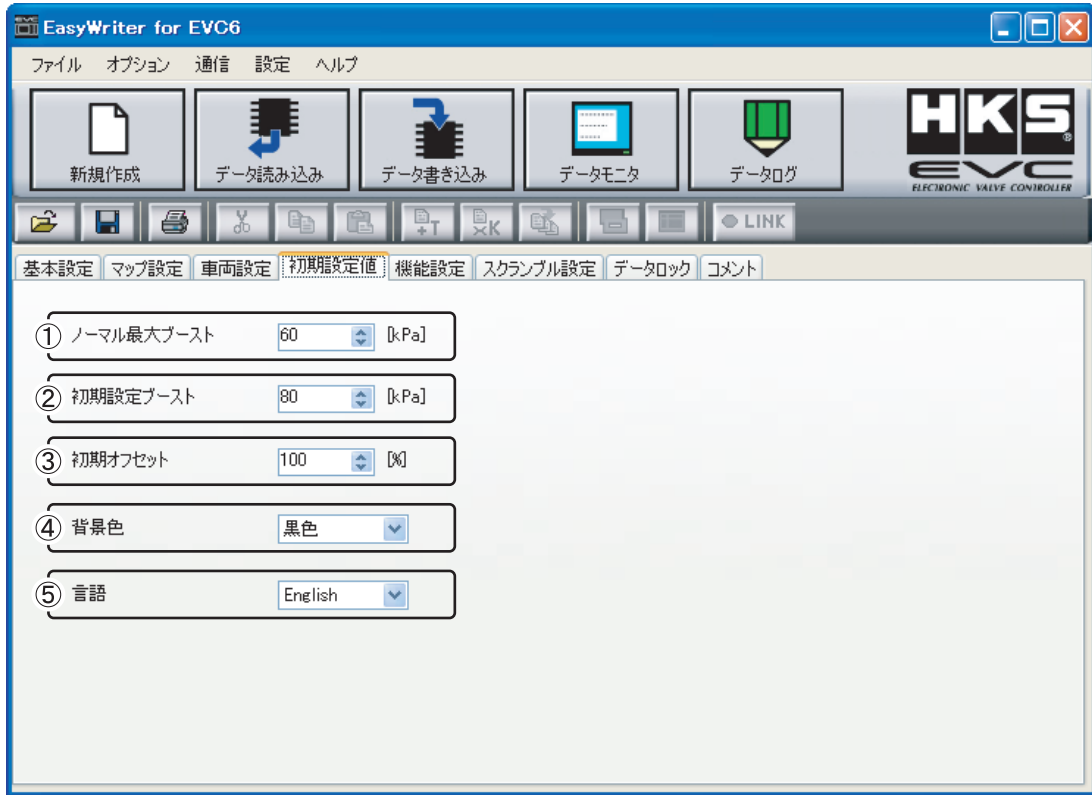 EasyWriter for EVC6
ファイル オプション 通信 設定 ヘルプ
新規作成 データ読み込み データ書き込み データモニタ データログ
HKS®
EVC
ELECTRONIC VALVE CONTROLLER
+T ×K LINK
基本設定 マップ設定 車両設定 初期設定値 機能設定 スクランブル設定 データロック コメント
① ノーマル最大ブースト 60 [kPa]
② 初期設定ブースト 80 [kPa]
③ 初期オフセット 100 [%]
④ 背景色 黒色
⑤ 言語 English